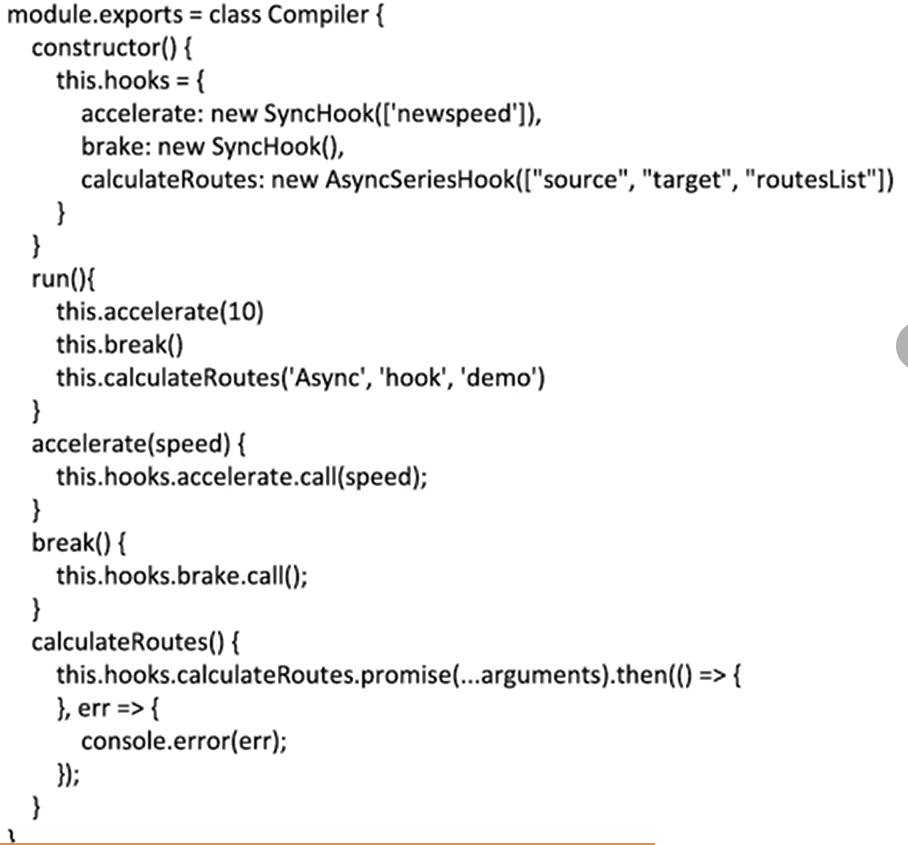 module.exports = class Compiler {
constructor() {
this.hooks = {
accelerate: new SyncHook(['newspeed']),
brake: new SyncHook(),
calculateRoutes: new AsyncSeriesHook(["source", "target", "routesList"])
}
}
run(){
this.accelerate(10)
this.break()
this.calculateRoutes('Async', 'hook', 'demo')
}
accelerate(speed) {
this.hooks.accelerate.call(speed);
}
break() {
this.hooks.brake.call();
}
calculateRoutes() {
this.hooks.calculateRoutes.promise(...arguments).then(() => {
}, err => {
console.error(err);
});
}
}